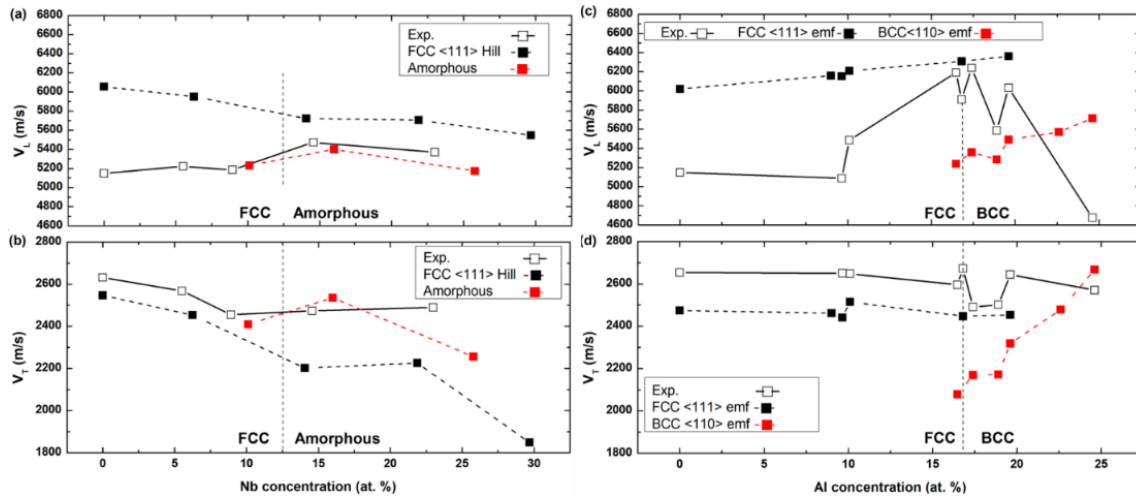 (a)
6800
6600
6400
6200
6000
5800
5600
5400
5200
5000
4800
4600
V_L (m/s)
Exp.
FCC <111> Hill
Amorphous
FCC Amorphous
(b)
2800
2600
2400
2200
2000
1800
V_T (m/s)
Exp.
FCC <111> Hill
Amorphous
FCC Amorphous
0 5 10 15 20 25 30
Nb concentration (at. %)
(c)
6800
6600
6400
6200
6000
5800
5600
5400
5200
5000
4800
4600
V_L (m/s)
Exp. FCC <111> emf BCC<110> emf
FCC BCC
(d)
2800
2600
2400
2200
2000
1800
V_T (m/s)
Exp.
FCC <111> emf
BCC <110> emf
FCC BCC
0 5 10 15 20 25
Al concentration (at. %)